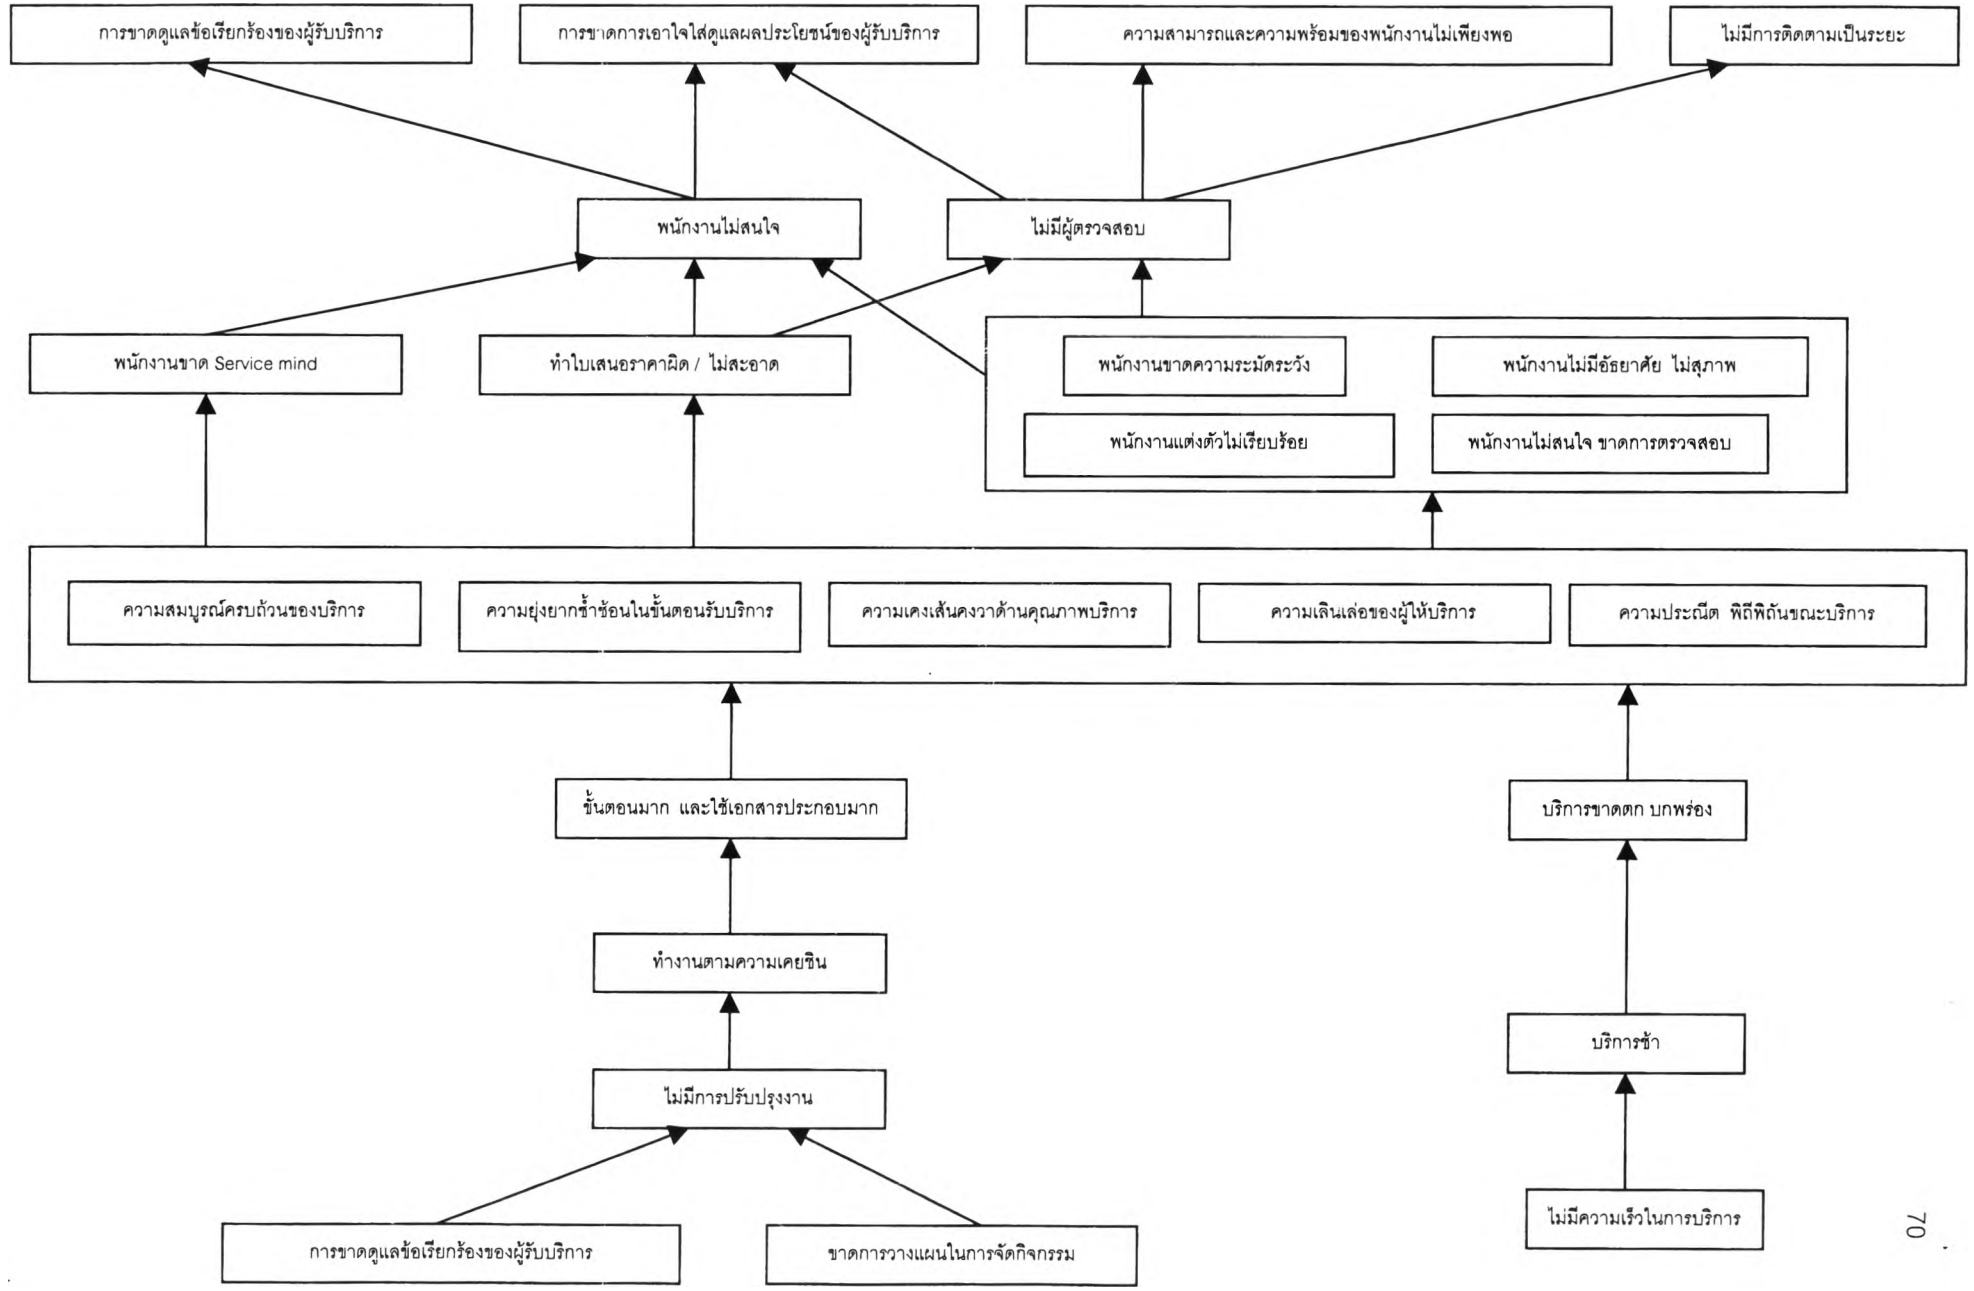 การขาดดูแลข้อเรียกร้องของผู้รับบริการ
การขาดการเอาใจใส่ดูแลผลประโยชน์ของผู้รับบริการ
ความสามารถและความพร้อมของพนักงานไม่เพียงพอ
ไม่มีการติดตามเป็นระยะ
พนักงานไม่สนใจ
ไม่มีผู้ตรวจสอบ
พนักงานขาด Service mind
ทำใบเสนอราคาผิด / ไม่สะอาด
พนักงานขาดความระมัดระวัง
พนักงานไม่มีอัธยาศัย ไม่สุภาพ
พนักงานแต่งตัวไม่เรียบร้อย
พนักงานไม่สนใจ ขาดการตรวจสอบ
ความสมบูรณ์ครบถ้วนของบริการ
ความยุ่งยากซ้ำซ้อนในขั้นตอนรับบริการ
ความเคงเส้นคงวาด้านคุณภาพบริการ
ความเลินเล่อของผู้ให้บริการ
ความประณีต พิถีพิถันขณะบริการ
ขั้นตอนมาก และใช้เอกสารประกอบมาก
บริการขาดตก บกพร่อง
ทำงานตามความเคยชิน
บริการช้า
ไม่มีการปรับปรุงงาน
ไม่มีความเร็วในการบริการ
การขาดดูแลข้อเรียกร้องของผู้รับบริการ
ขาดการวางแผนในการจัดกิจกรรม
70